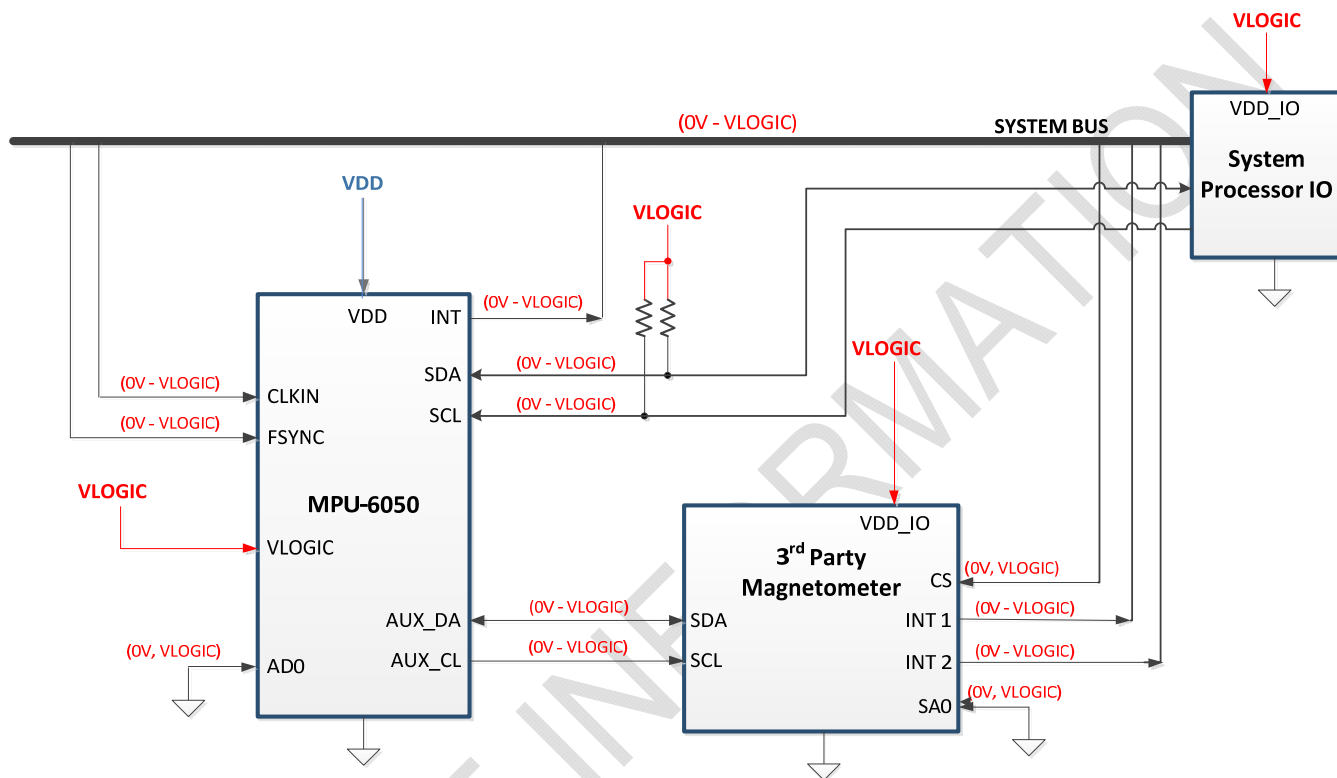 VLOGIC
VDD_IO
System
Processor IO
(0V - VLOGIC)
SYSTEM BUS
VDD
VLOGIC
VDD
INT
(0V - VLOGIC)
SDA
(0V - VLOGIC)
SCL
(0V - VLOGIC)
(0V - VLOGIC)
CLKIN
(0V - VLOGIC)
FSYNC
VLOGIC
MPU-6050
VLOGIC
AUX_DA
(0V - VLOGIC)
AUX_CL
(0V - VLOGIC)
(0V, VLOGIC)
AD0
VLOGIC
VDD_IO
3rd Party
Magnetometer
CS
(0V, VLOGIC)
SDA
INT 1
(0V - VLOGIC)
SCL
INT 2
(0V - VLOGIC)
SA0
(0V, VLOGIC)
INFORMATION